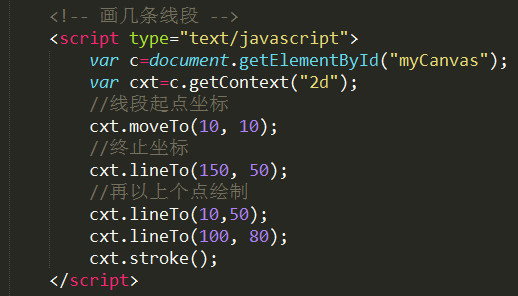 <!-- 画几条线段 -->
<script type="text/javascript">
var c=document.getElementById("myCanvas");
var cxt=c.getContext("2d");
//线段起点坐标
cxt.moveTo(10, 10);
//终止坐标
cxt.lineTo(150, 50);
//再以上个点绘制
cxt.lineTo(10,50);
cxt.lineTo(100, 80);
cxt.stroke();
</script>